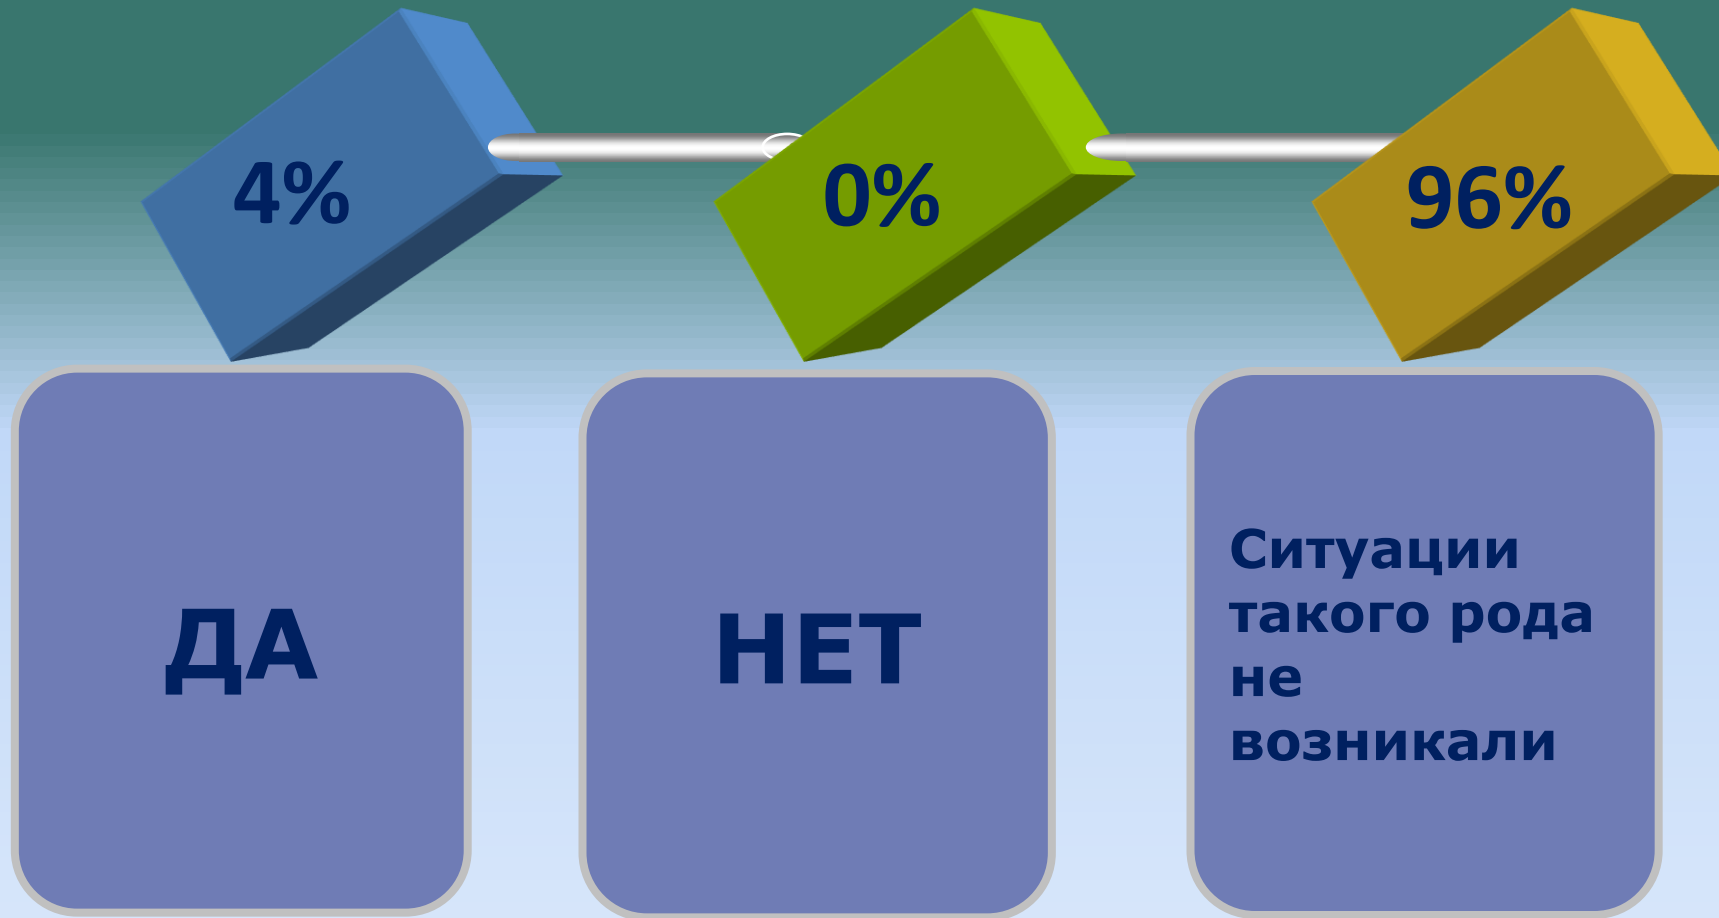 4%
0%
96%
ДА
НЕТ
Ситуации
такого рода
не
возникали